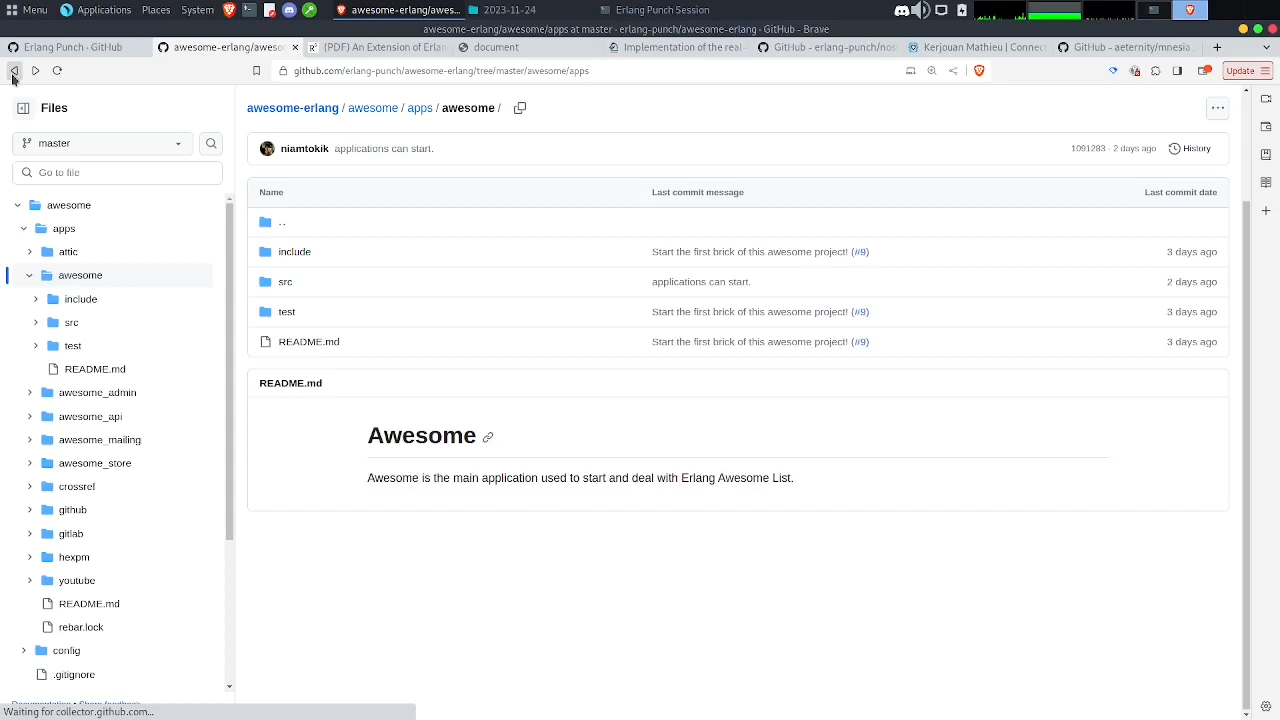 Menu Applications Places System awesome-erlang/awes... 2023-11-24 Erlang Punch Session
awesome-erlang/awesome/apps at master · erlang-punch/awesome-erlang · GitHub - Brave
Erlang Punch · GitHub awesome-erlang/aweso (PDF) An Extension of Erlan document Implementation of the real- GitHub - erlang-punch/nos Kerjouan Mathieu | Connect GitHub - aeternity/mnesia_
github.com/erlang-punch/awesome-erlang/tree/master/awesome/apps Update
Files
master
Go to file
awesome
apps
attic
awesome
include
src
test
README.md
awesome_admin
awesome_api
awesome_mailing
awesome_store
crossref
github
gitlab
hexpm
youtube
README.md
rebar.lock
config
.gitignore
Waiting for collector.github.com...
awesome-erlang / awesome / apps / awesome /
niamtokik applications can start. 1091283 · 2 days ago History
Name Last commit message Last commit date
..
include Start the first brick of this awesome project! (#9) 3 days ago
src applications can start. 2 days ago
test Start the first brick of this awesome project! (#9) 3 days ago
README.md Start the first brick of this awesome project! (#9) 3 days ago
README.md
Awesome
Awesome is the main application used to start and deal with Erlang Awesome List.